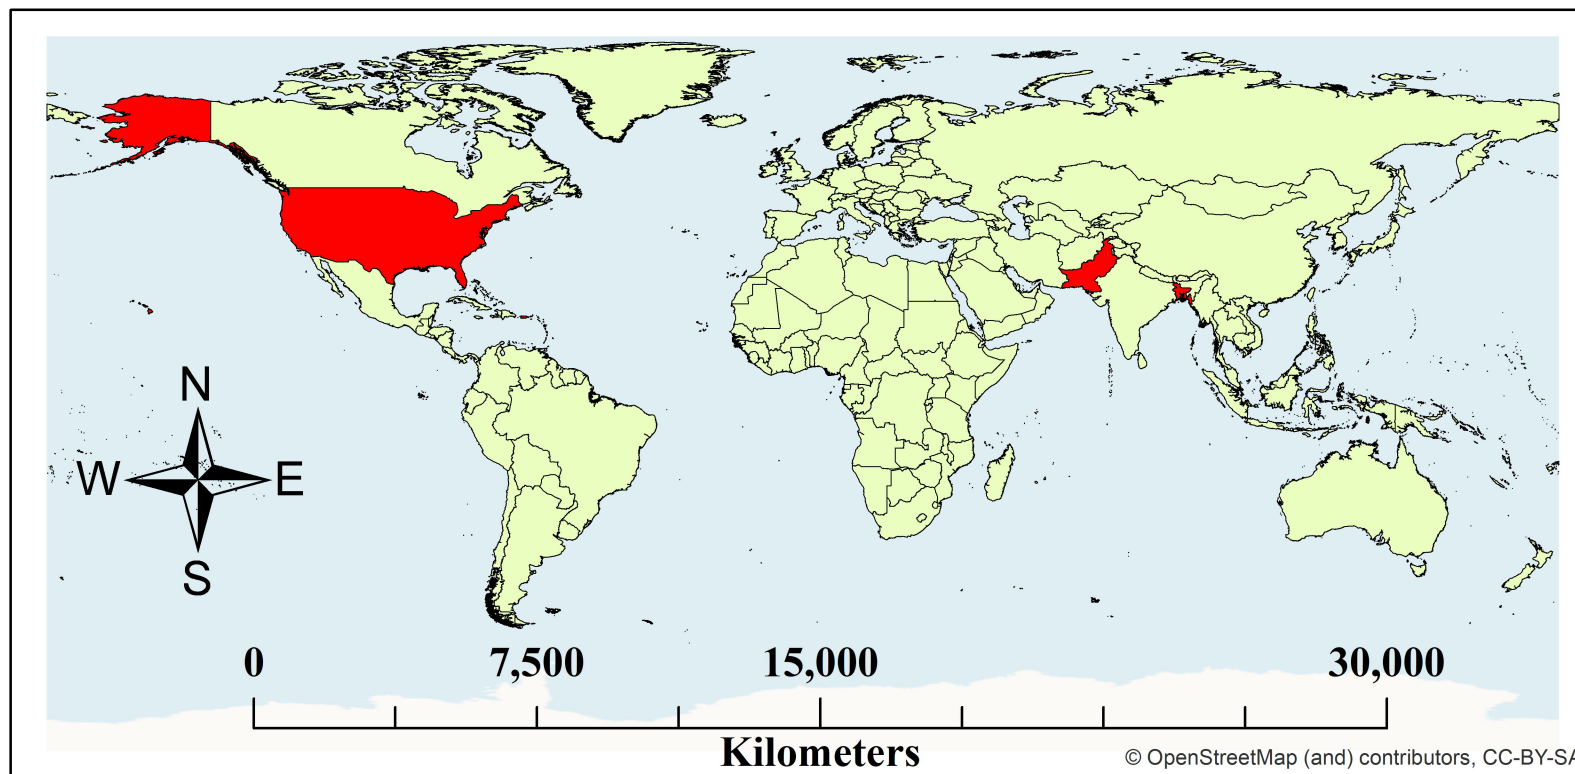 N
W E
S
0 7,500 15,000 30,000
Kilometers
© OpenStreetMap (and) contributors, CC-BY-SA